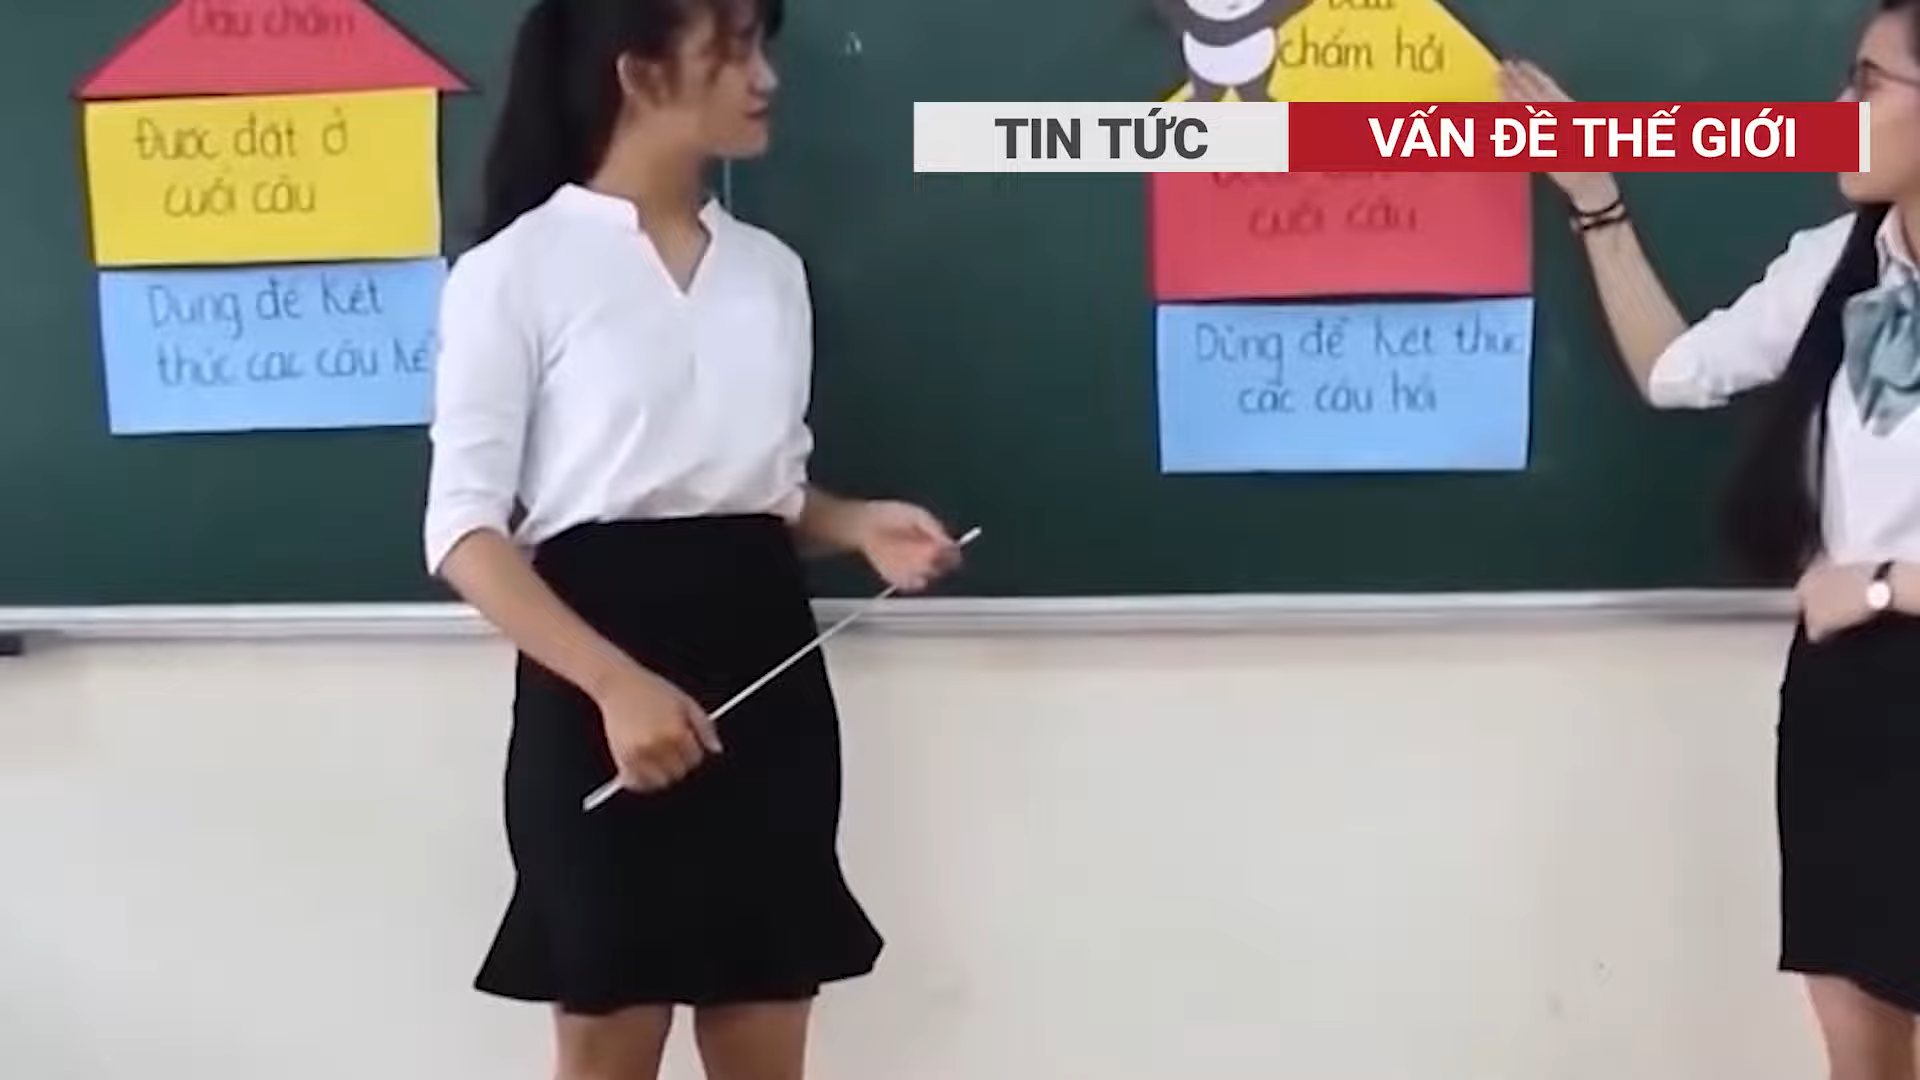 Dấu chấm
Được đặt ở
cuối câu
Dùng để kết
thúc các câu kể
chấm hỏi
TIN TỨC
VẤN ĐỀ THẾ GIỚI
cuối câu
Dùng để kết thúc
các câu hỏi